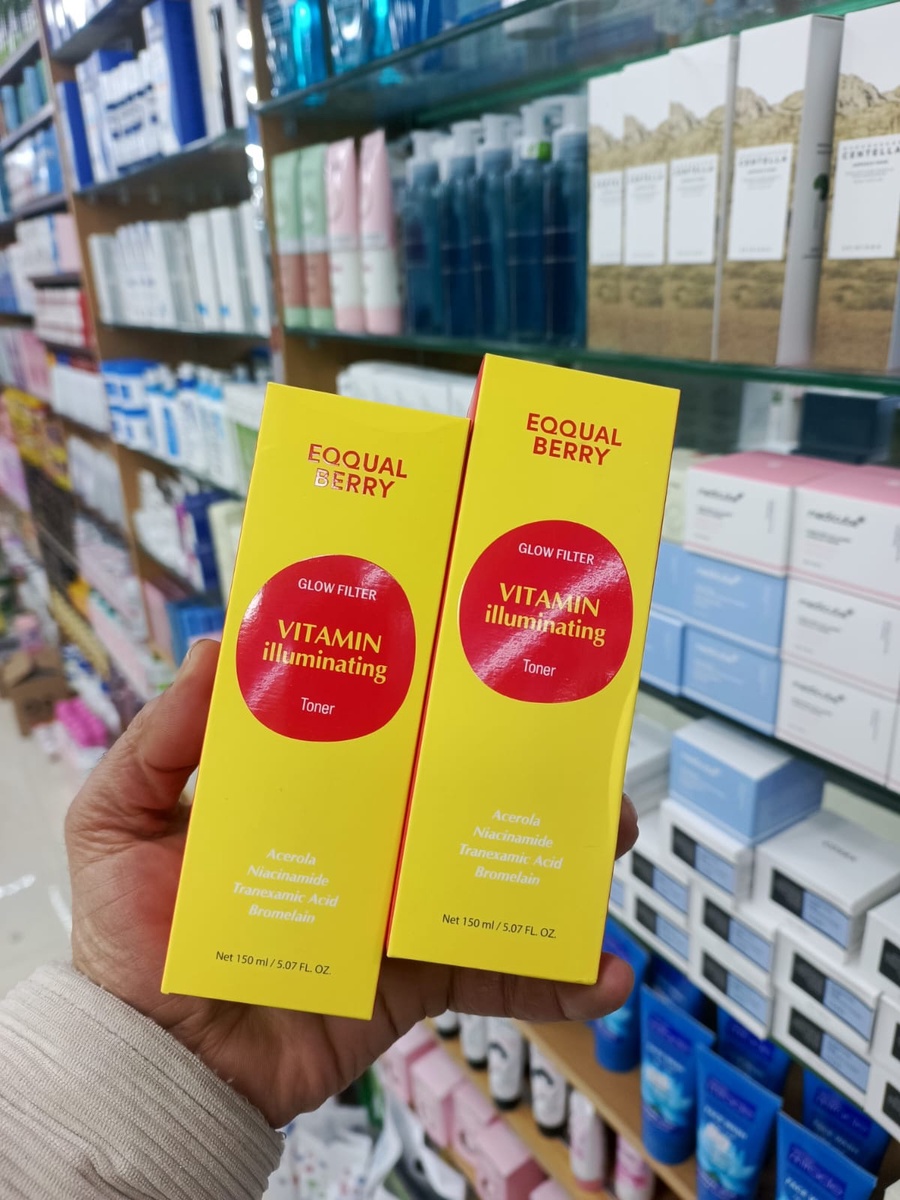 EQQUAL
BERRY
GLOW FILTER
VITAMIN
illuminating
Toner
Acerola
Niacinamide
Tranexamic Acid
Bromelain
Net 150 ml / 5.07 FL. OZ.
EQQUAL
BERRY
GLOW FILTER
VITAMIN
illuminating
Toner
Acerola
Niacinamide
Tranexamic Acid
Bromelain
Net 150 ml / 5.07 FL. OZ.
CENTELLA
CENTELLA